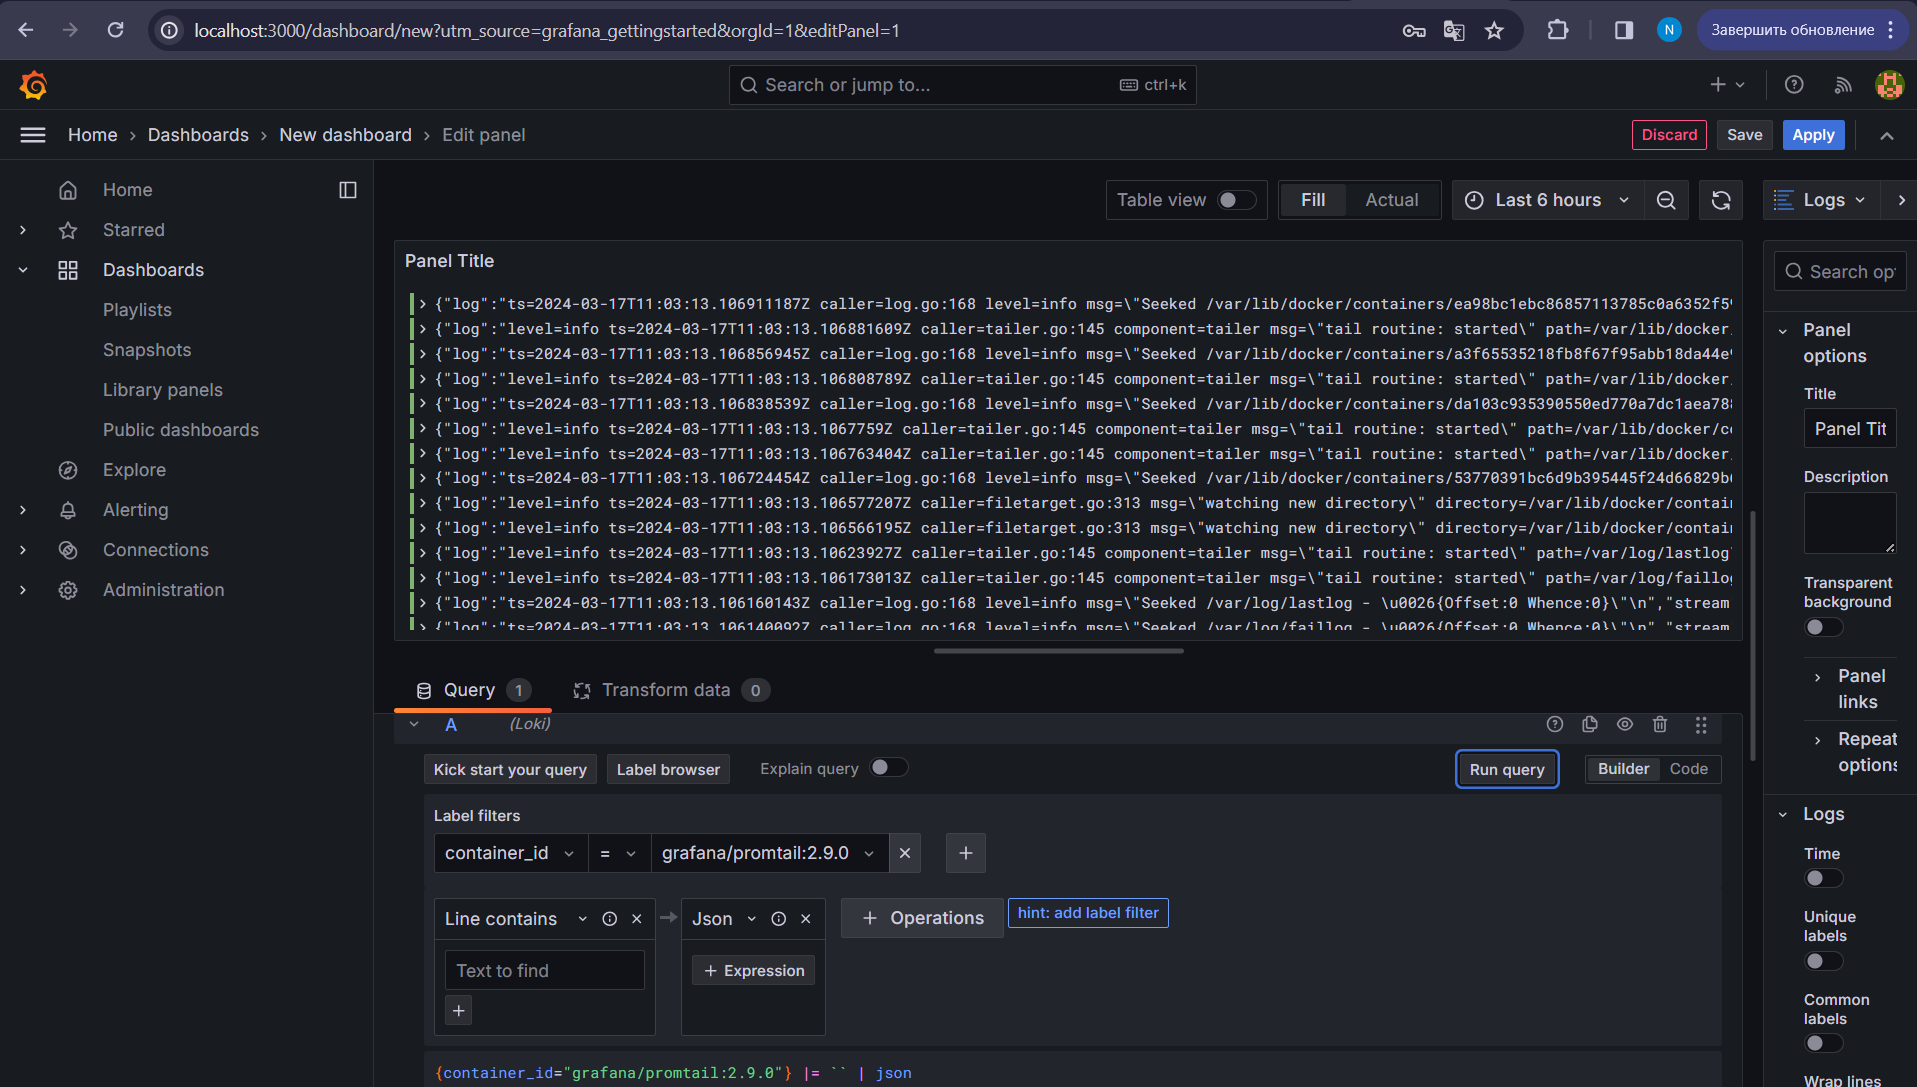 localhost:3000/dashboard/new?utm_source=grafana_gettingstarted&orgId=1&editPanel=1
N
Завершить обновление
Search or jump to...
ctrl+k
Home
Dashboards
New dashboard
Edit panel
Discard
Save
Apply
Home
Starred
Dashboards
Playlists
Snapshots
Library panels
Public dashboards
Explore
Alerting
Connections
Administration
Table view
Fill
Actual
Last 6 hours
Logs
Panel Title
{"log":"ts=2024-03-17T11:03:13.106911187Z caller=log.go:168 level=info msg=\"Seeked /var/lib/docker/containers/ea98bc1ebc86857113785c0a6352f5
{"log":"level=info ts=2024-03-17T11:03:13.106881609Z caller=tailer.go:145 component=tailer msg=\"tail routine: started\" path=/var/lib/docker/
{"log":"ts=2024-03-17T11:03:13.106856945Z caller=log.go:168 level=info msg=\"Seeked /var/lib/docker/containers/a3f65535218fb8f67f95abb18da44e
{"log":"level=info ts=2024-03-17T11:03:13.106808789Z caller=tailer.go:145 component=tailer msg=\"tail routine: started\" path=/var/lib/docker/
{"log":"ts=2024-03-17T11:03:13.106838539Z caller=log.go:168 level=info msg=\"Seeked /var/lib/docker/containers/da103c935390550ed770a7dc1aea78
{"log":"level=info ts=2024-03-17T11:03:13.1067759Z caller=tailer.go:145 component=tailer msg=\"tail routine: started\" path=/var/lib/docker/c
{"log":"level=info ts=2024-03-17T11:03:13.106763404Z caller=tailer.go:145 component=tailer msg=\"tail routine: started\" path=/var/lib/docker/
{"log":"ts=2024-03-17T11:03:13.106724454Z caller=log.go:168 level=info msg=\"Seeked /var/lib/docker/containers/53770391bc6d9b395445f24d66829b
{"log":"level=info ts=2024-03-17T11:03:13.106577207Z caller=filetarget.go:313 msg=\"watching new directory\" directory=/var/lib/docker/contai
{"log":"level=info ts=2024-03-17T11:03:13.106566195Z caller=filetarget.go:313 msg=\"watching new directory\" directory=/var/lib/docker/contai
{"log":"level=info ts=2024-03-17T11:03:13.10623927Z caller=tailer.go:145 component=tailer msg=\"tail routine: started\" path=/var/log/lastlog
{"log":"level=info ts=2024-03-17T11:03:13.106173013Z caller=tailer.go:145 component=tailer msg=\"tail routine: started\" path=/var/log/faillog
{"log":"ts=2024-03-17T11:03:13.106160143Z caller=log.go:168 level=info msg=\"Seeked /var/log/lastlog - \u0026{Offset:0 Whence:0}\"\n","stream
{"log":"ts=2024-03-17T11:03:13.106140092Z caller=log.go:168 level=info msg=\"Seeked /var/log/faillog - \u0026{Offset:0 Whence:0}\"\n","stream
Query 1
Transform data 0
A
(Loki)
Kick start your query
Label browser
Explain query
Run query
Builder
Code
Label filters
container_id
=
grafana/promtail:2.9.0
Line contains
Json
Operations
hint: add label filter
Text to find
Expression
{container_id="grafana/promtail:2.9.0"} |= `` | json
Search op
Panel
options
Title
Panel Tit
Description
Transparent
background
Panel
links
Repeat
options
Logs
Time
Unique
labels
Common
labels
Wrap lines